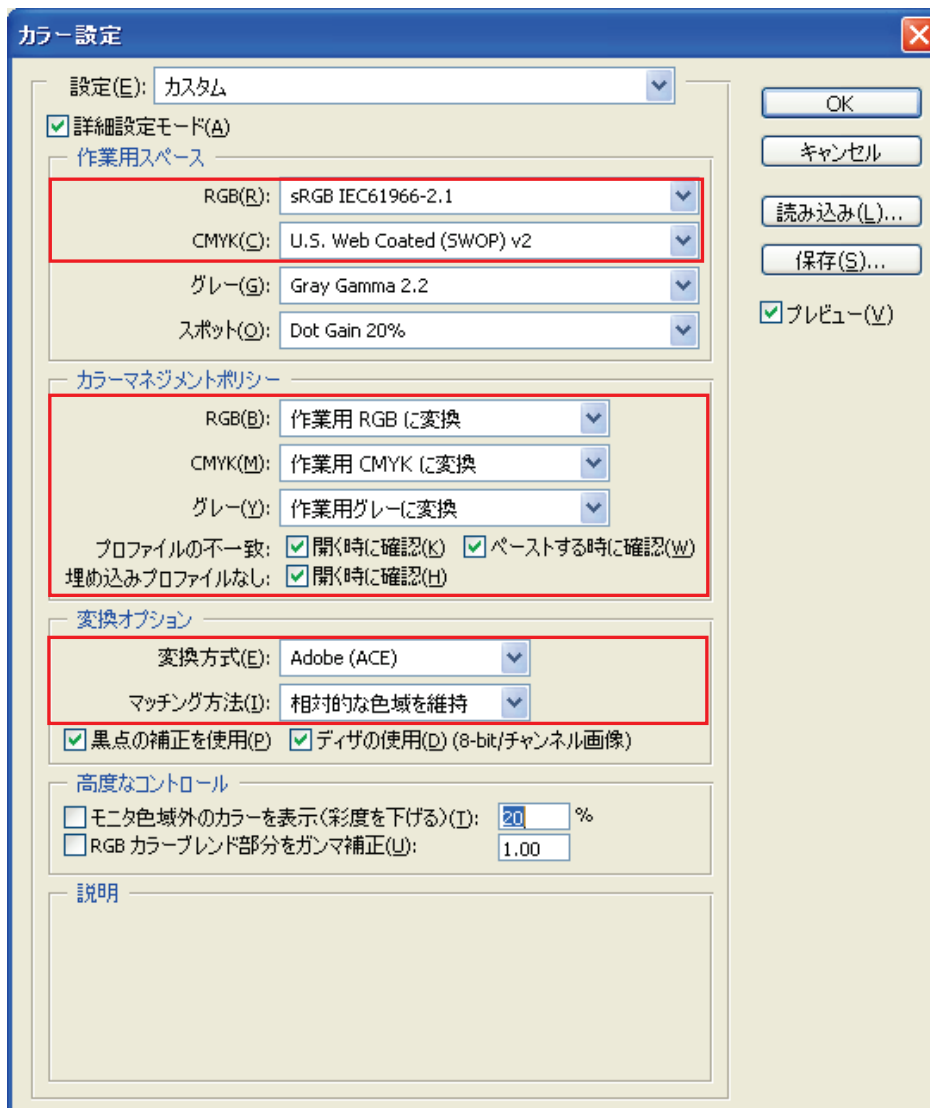 カラー設定
設定(E): カスタム
OK
詳細設定モード(A)
キャンセル
作業用スペース
RGB(R): sRGB IEC61966-2.1
読み込み(L)...
CMYK(C): U.S. Web Coated (SWOP) v2
保存(S)...
グレー(G): Gray Gamma 2.2
プレビュー(V)
スポット(O): Dot Gain 20%
カラーマネジメントポリシー
RGB(B): 作業用 RGB に変換
CMYK(M): 作業用 CMYK に変換
グレー(Y): 作業用グレーに変換
プロファイルの不一致: 開く時に確認(K) ペーストする時に確認(W)
埋め込みプロファイルなし: 開く時に確認(H)
変換オプション
変換方式(E): Adobe (ACE)
マッチング方法(I): 相対的な色域を維持
黒点の補正を使用(P) ディザの使用(D) (8-bit/チャンネル画像)
高度なコントロール
モニタ色域外のカラーを表示(彩度を下げる)(T): 20 %
RGB カラーブレンド部分をガンマ補正(U): 1.00
説明